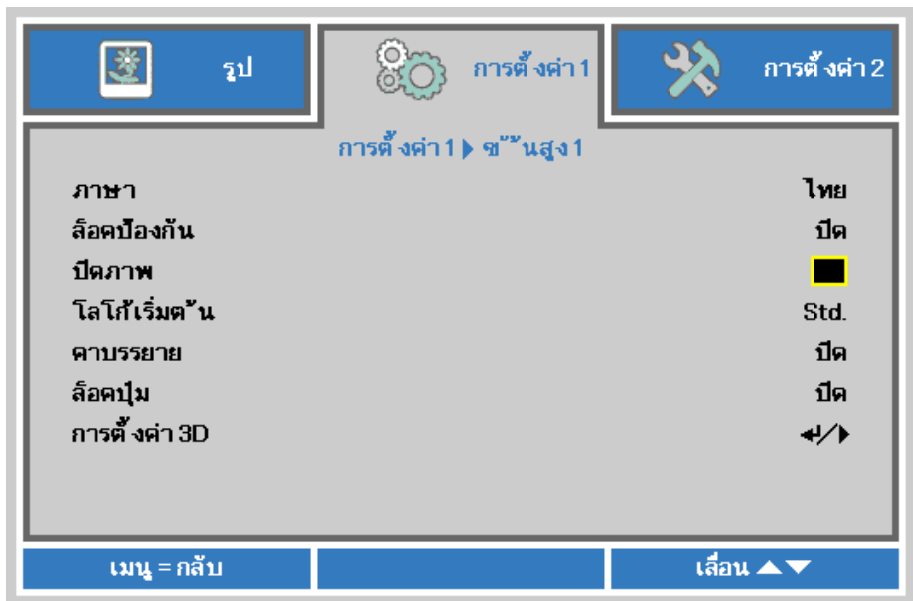 รูป
การตั้งค่า 1
การตั้งค่า 2
การตั้งค่า 1 ▶ ข ั้นสูง 1
ภาษา ไทย
ล็อคป้องกัน ปิด
ปิดภาพ
โลโก้เริ่มต ้น Std.
คาบรรยาย ปิด
ล็อคปุ่ม ปิด
การตั้งค่า 3D ↵/▶
เมนู = กลับ
เลื่อน ▲▼